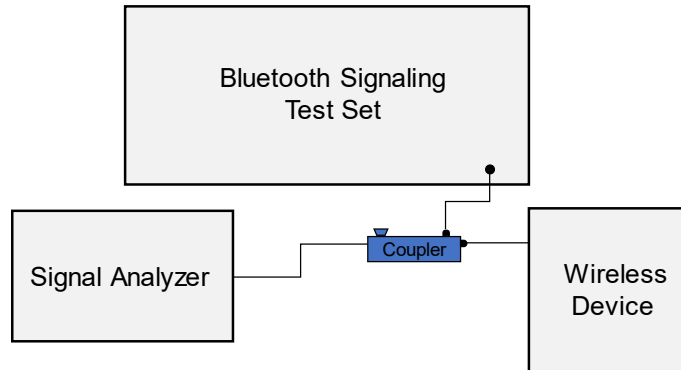 Bluetooth Signaling
Test Set
Signal Analyzer
Coupler
Wireless
Device